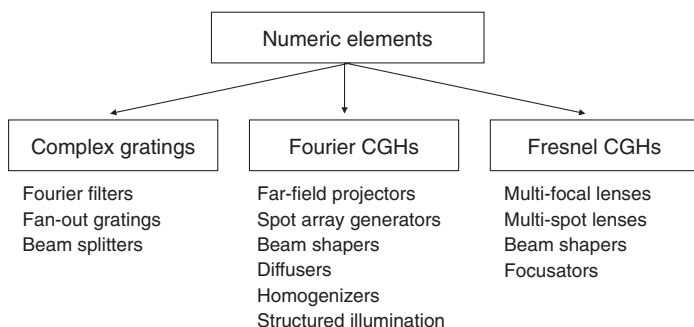 Numeric elements
Complex gratings
Fourier filters
Fan-out gratings
Beam splitters
Fourier CGHs
Far-field projectors
Spot array generators
Beam shapers
Diffusers
Homogenizers
Structured illumination
Fresnel CGHs
Multi-focal lenses
Multi-spot lenses
Beam shapers
Focusators